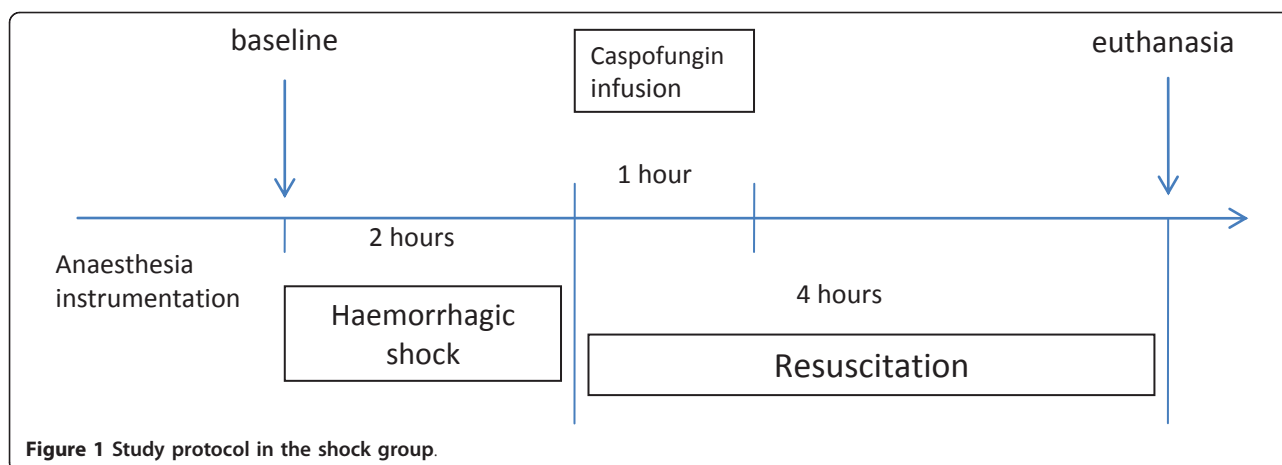 baseline
Caspofungin
infusion
euthanasia
1 hour
2 hours
Anaesthesia
instrumentation
4 hours
Haemorrhagic
shock
Resuscitation
Figure 1 Study protocol in the shock group.